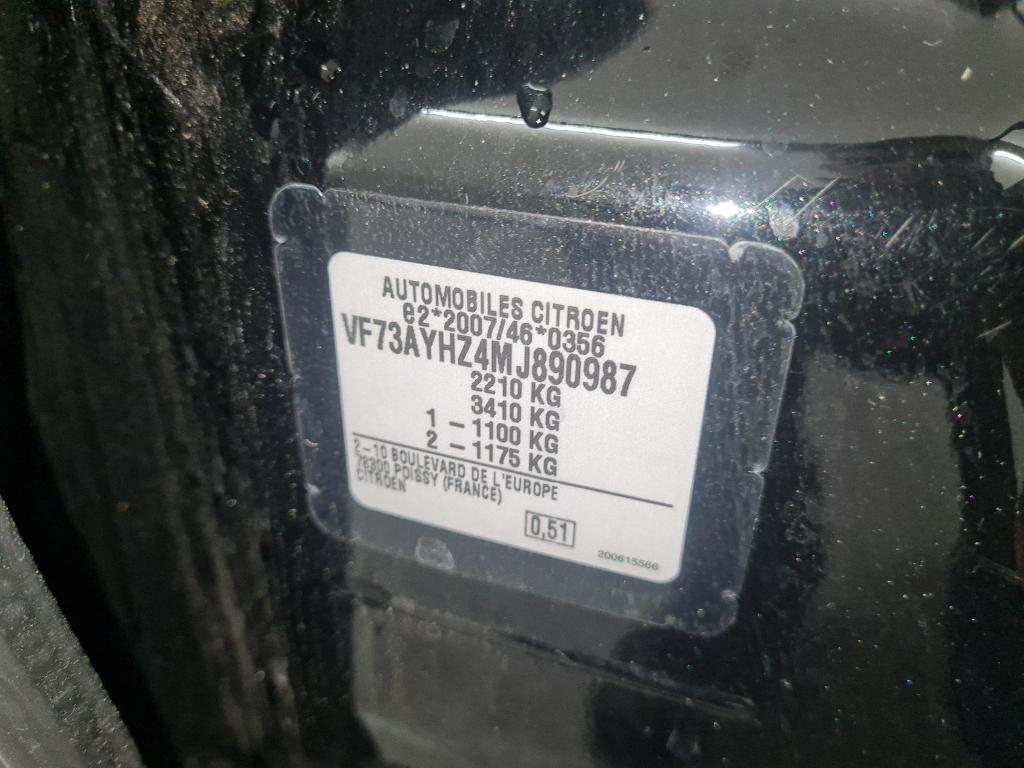 AUTOMOBILES CITROEN
e2*2007/46*0356
VF73AYHZ4MJ890987
2210 KG
3410 KG
1 - 1100 KG
2 - 1175 KG
2-10 BOULEVARD DE L'EUROPE
78300 POISSY (FRANCE)
CITROEN
0,51
200615566